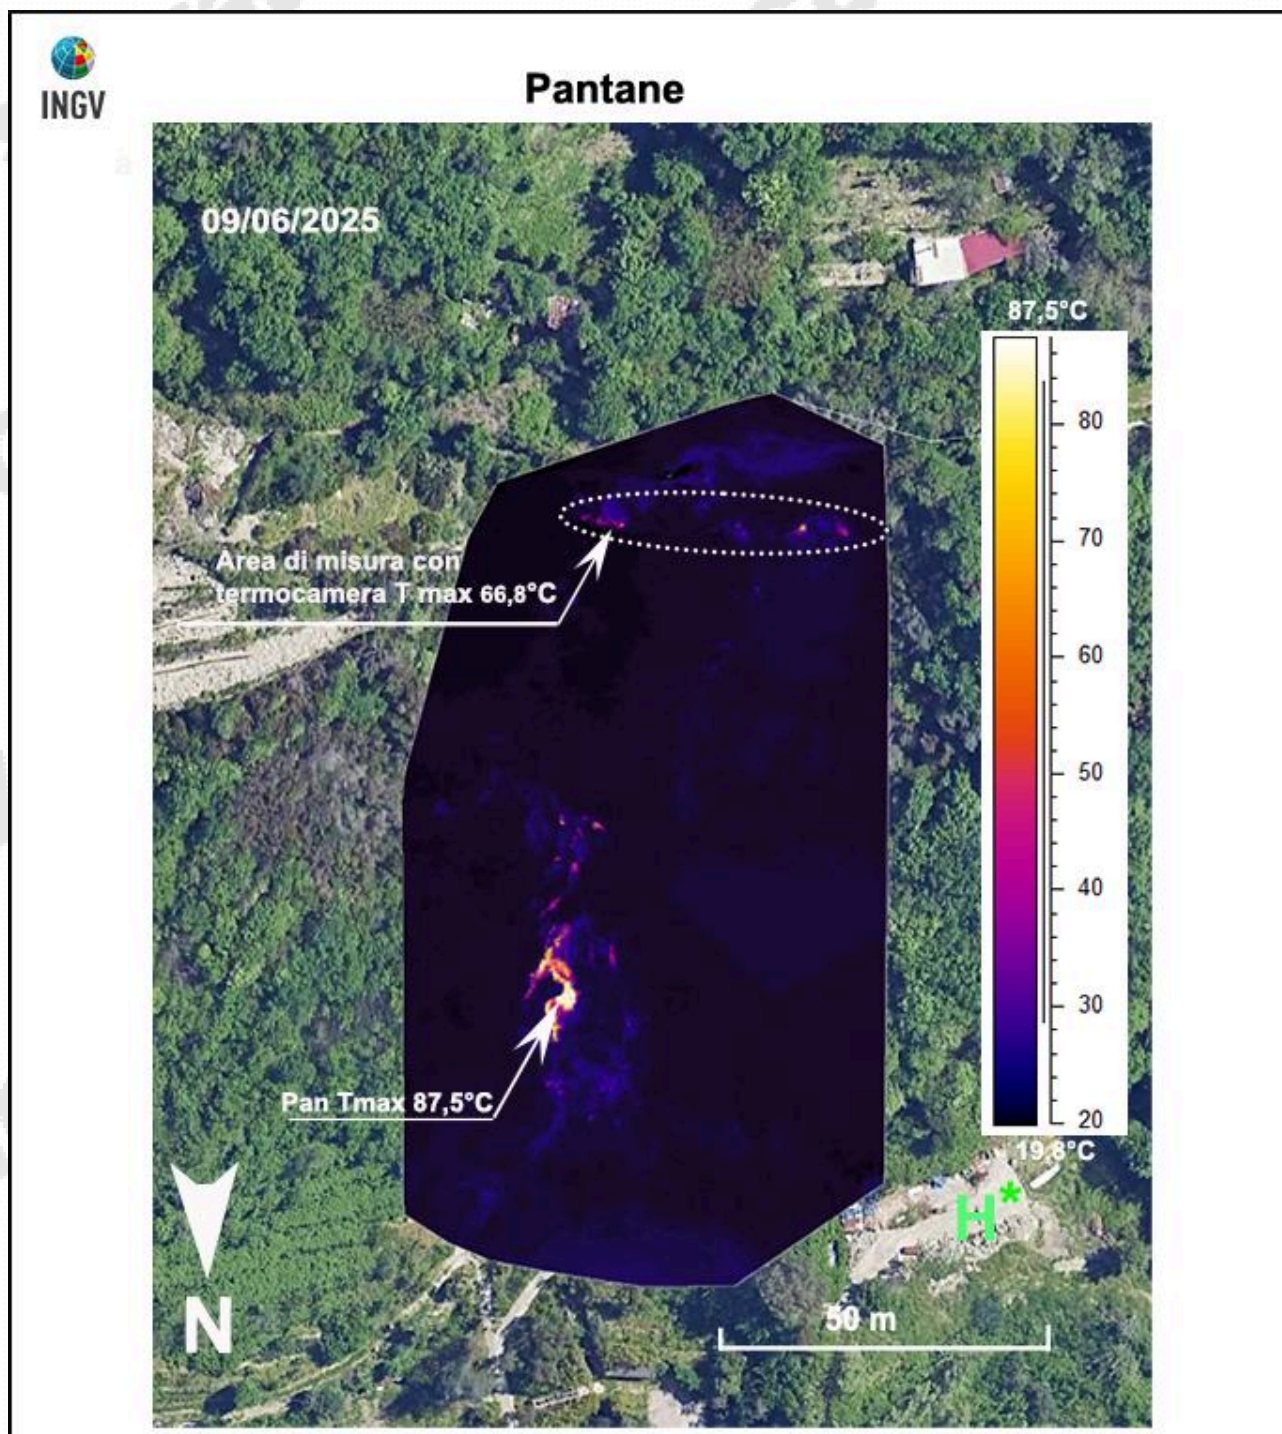 INGV
Pantane
09/06/2025
87,5°C
80
70
60
50
40
30
20
19,8°C
Area di misura con
termocamera T max 66,8°C
Pan Tmax 87,5°C
H*
N
50 m